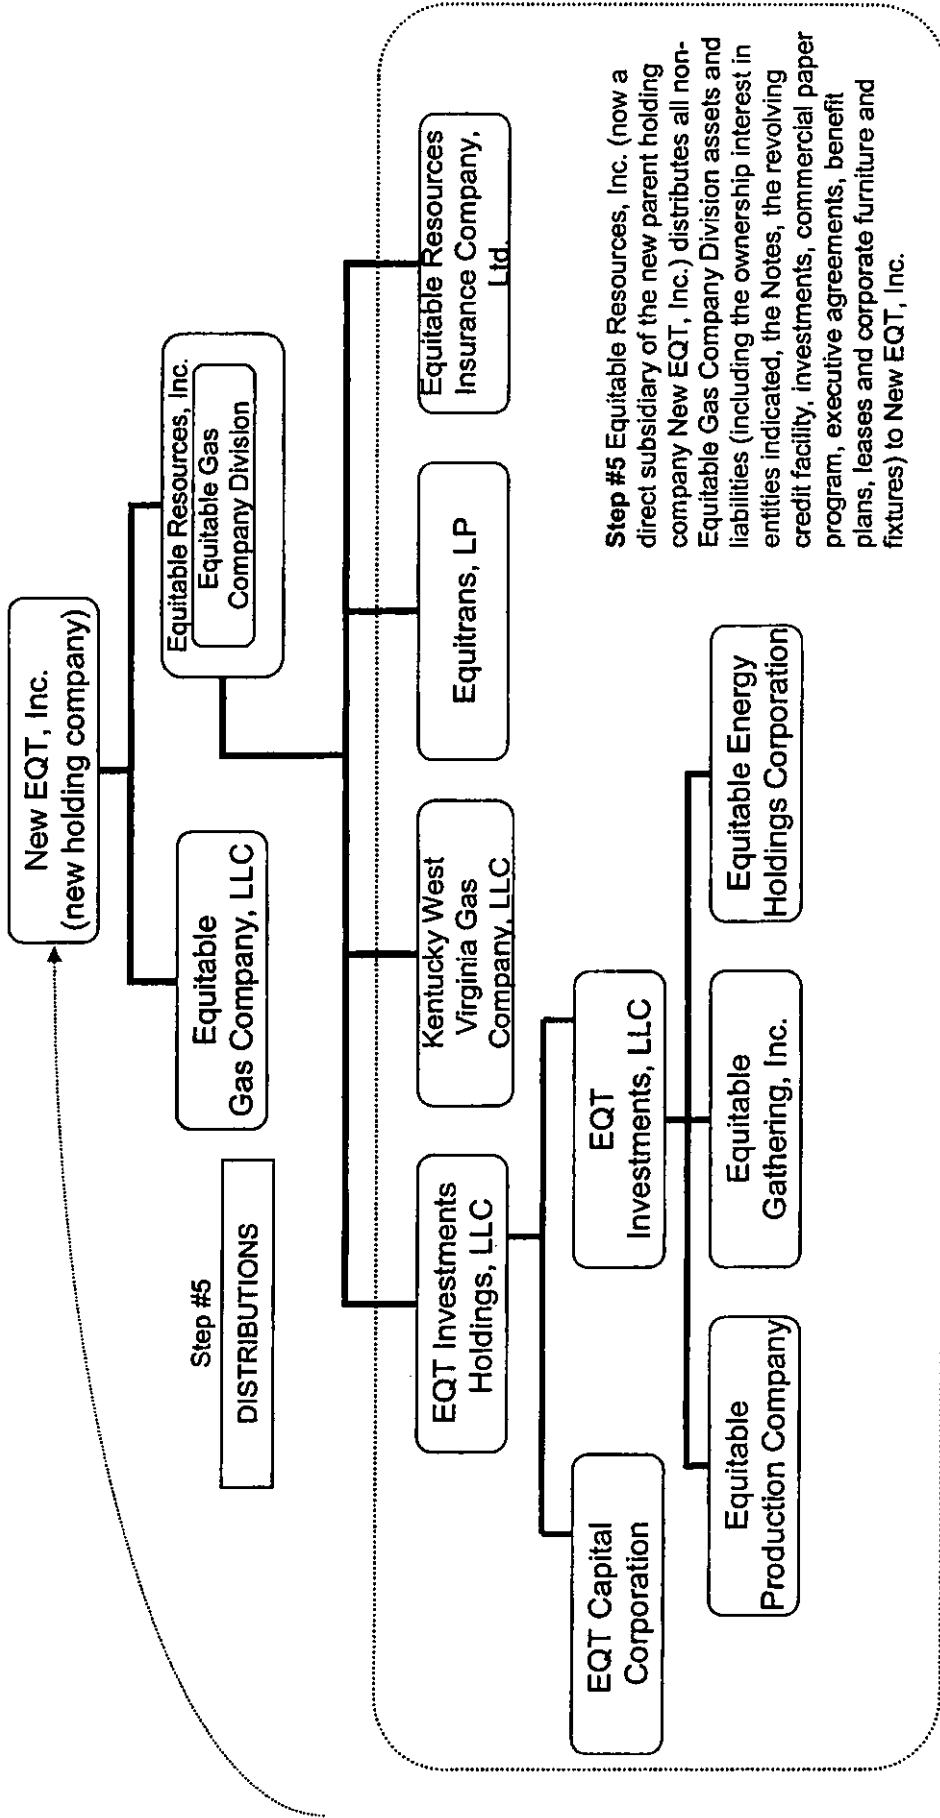 New EQT, Inc.
(new holding company)
Equitable
Gas Company, LLC
Equitable Resources, Inc.
Equitable Gas
Company Division
Step #5
DISTRIBUTIONS
EQT Investments
Holdings, LLC
Kentucky West
Virginia Gas
Company, LLC
Equitrans, LP
Equitable Resources
Insurance Company,
Ltd.
EQT Capital
Corporation
EQT
Investments, LLC
Equitable
Production Company
Equitable
Gathering, Inc.
Equitable Energy
Holdings Corporation
Step #5 Equitable Resources, Inc. (now a
direct subsidiary of the new parent holding
company New EQT, Inc.) distributes all non-
Equitable Gas Company Division assets and
liabilities (including the ownership interest in
entities indicated, the Notes, the revolving
credit facility, investments, commercial paper
program, executive agreements, benefit
plans, leases and corporate furniture and
fixtures) to New EQT, Inc.